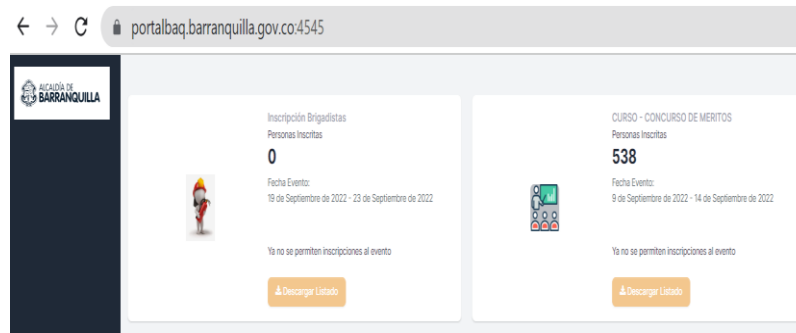 portalbaq.barranquilla.gov.co:4545
ALCALDÍA DE
BARRANQUILLA
Inscripción Brigadistas
Personas Inscritas
0
Fecha Evento:
19 de Septiembre de 2022 - 23 de Septiembre de 2022
Ya no se permiten inscripciones al evento
Descargar Listado
CURSO - CONCURSO DE MERITOS
Personas Inscritas
538
Fecha Evento:
9 de Septiembre de 2022 - 14 de Septiembre de 2022
Ya no se permiten inscripciones al evento
Descargar Listado